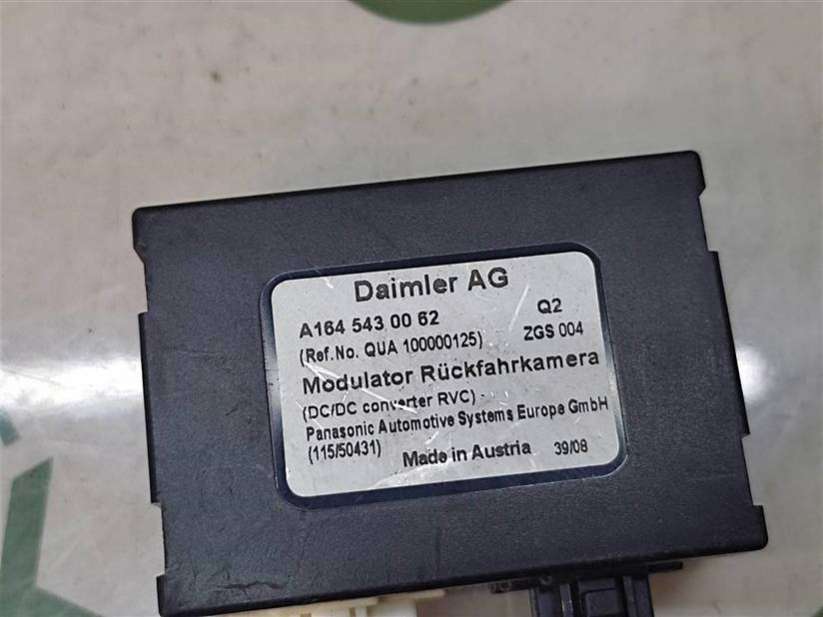 Daimler AG
A164 543 00 62 Q2
(Ref.No. QUA 100000125) ZGS 004
Modulator Rückfahrkamera
(DC/DC converter RVC)
Panasonic Automotive Systems Europe GmbH
(115/50431) Made in Austria 39/08